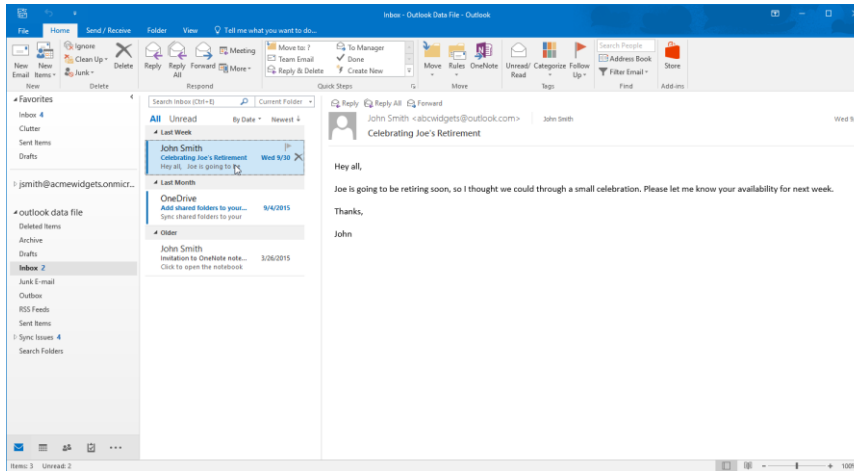 Inbox - Outlook Data File - Outlook
File Home Send / Receive Folder View Tell me what you want to do...
New Email
New Items
Ignore
Clean Up
Junk
Delete
Reply
Reply All
Forward
Meeting
More
Move to: ?
Team Email
Reply & Delete
To Manager
Done
Create New
Move
Rules
OneNote
Unread/ Read
Categorize
Follow Up
Search People
Address Book
Filter Email
Store
New Delete Respond Quick Steps Move Tags Find Add-ins
Favorites
Inbox 4
Clutter
Sent Items
Drafts
jsmith@acmewidgets.onmicr...
outlook data file
Deleted Items
Archive
Drafts
Inbox 2
Junk E-mail
Outbox
RSS Feeds
Sent Items
Sync Issues 4
Search Folders
Search Inbox (Ctrl+E) Current Folder
All Unread By Date Newest
Last Week
John Smith
Celebrating Joe's Retirement Wed 9/30
Hey all, Joe is going to be
Last Month
OneDrive
Add shared folders to your... 9/4/2015
Sync shared folders to your
Older
John Smith
Invitation to OneNote note... 3/26/2015
Click to open the notebook
Reply Reply All Forward
John Smith <abcwidgets@outlook.com> John Smith Wed 9
Celebrating Joe's Retirement
Hey all,
Joe is going to be retiring soon, so I thought we could through a small celebration. Please let me know your availability for next week.
Thanks,
John
Items: 3 Unread: 2
100%